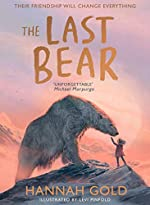 THEIR FRIENDSHIP WILL CHANGE EVERYTHING
THE LAST
BEAR
'UNFORGETTABLE'
Michael Morpurgo
HANNAH GOLD
ILLUSTRATED BY LEVI PINFOLD